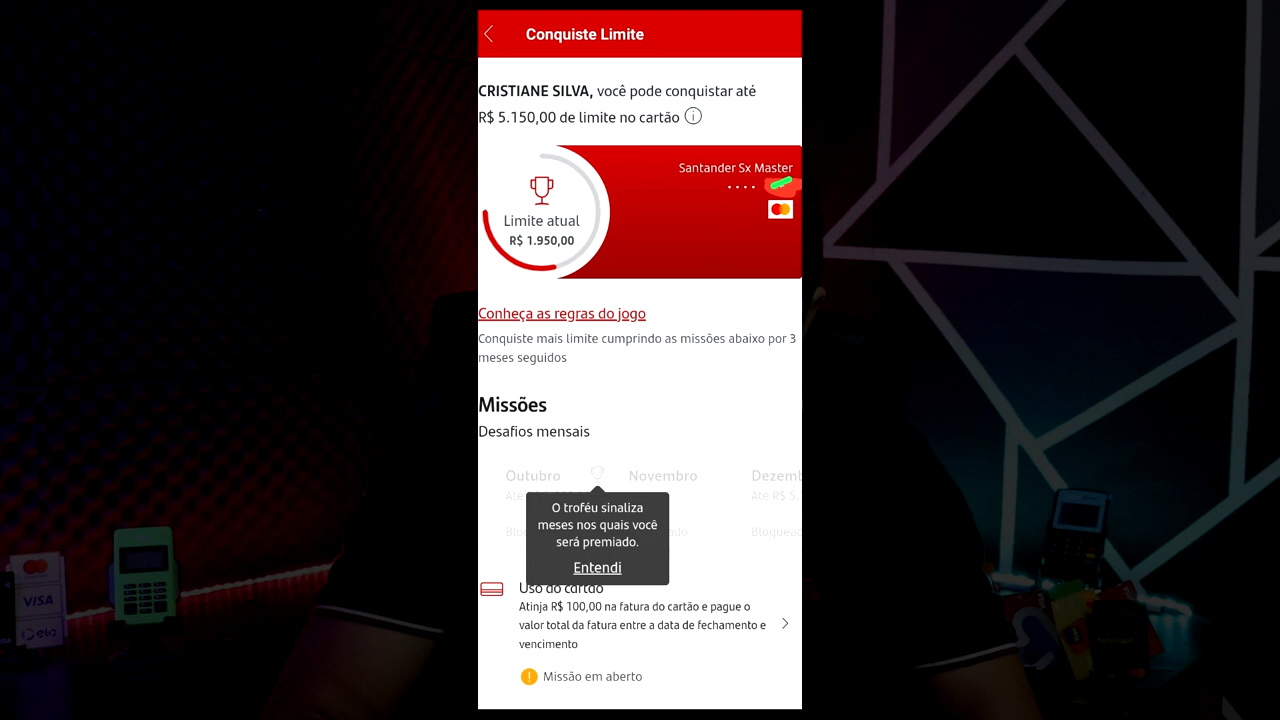 Conquiste Limite
CRISTIANE SILVA, você pode conquistar até
R$ 5.150,00 de limite no cartão
Santander Sx Master
Limite atual
R$ 1.950,00
Conheça as regras do jogo
Conquiste mais limite cumprindo as missões abaixo por 3
meses seguidos
Missões
Desafios mensais
Outubro Novembro Dezemb
Até R$ 5.
Bloquead
O troféu sinaliza
meses nos quais você
será premiado.
Entendi
Uso do cartão
Atinja R$ 100,00 na fatura do cartão e pague o
valor total da fatura entre a data de fechamento e
vencimento
Missão em aberto
VISA
elo